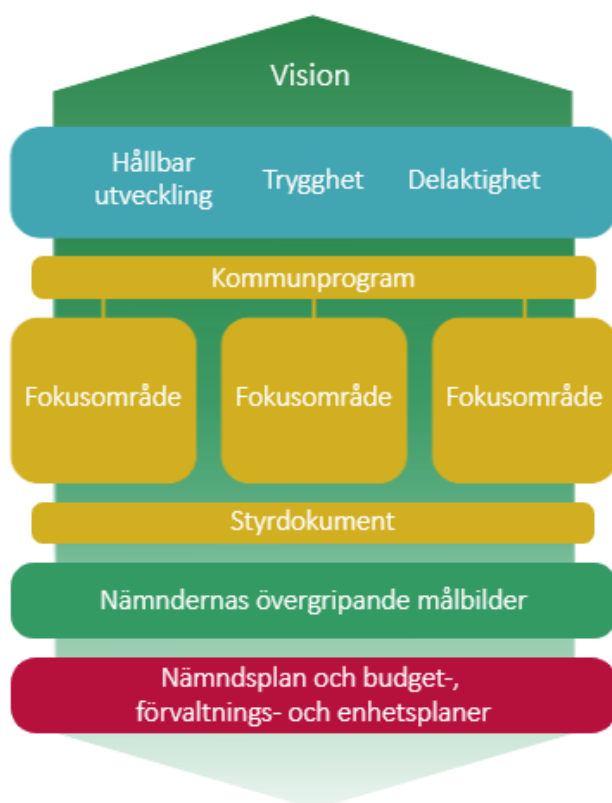 Vision
Hållbar
utveckling
Trygghet
Delaktighet
Kommunprogram
Fokusområde
Fokusområde
Fokusområde
Styrdokument
Nämndernas övergripande målbilder
Nämndsplan och budget-,
förvaltnings- och enhetsplaner